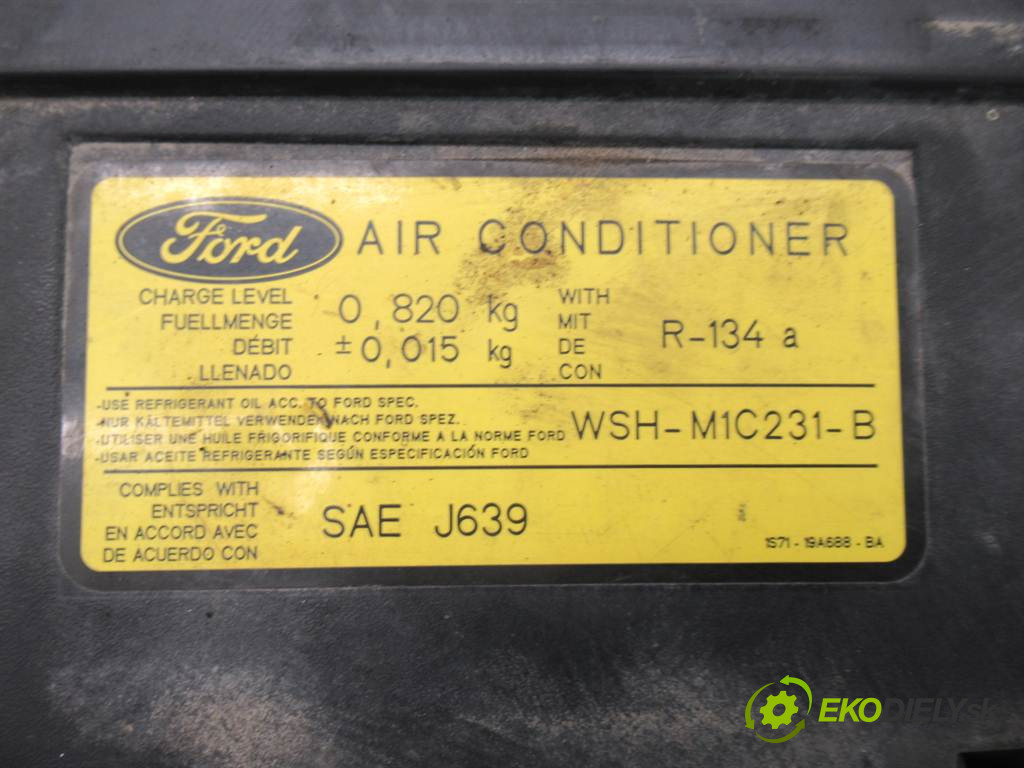 Ford AIR CONDITIONER
CHARGE LEVEL
FUELLMENGE
DÉBIT
LLENADO
0,820 kg
±0,015 kg
WITH
MIT
DE
CON
R-134 a
-USE REFRIGERANT OIL ACC. TO FORD SPEC.
-NUR KÄLTEMITTEL VERWENDEN NACH FORD SPEZ.
-UTILISER UNE HUILE FRIGORIFIQUE CONFORME A LA NORME FORD
-USAR ACEITE REFRIGERANTE SEGÚN ESPECIFICACIÓN FORD
WSH-M1C231-B
COMPLIES WITH
ENTSPRICHT
EN ACCORD AVEC
DE ACUERDO CON
SAE J639
1S71-19A688-BA
EKODIELY.sk